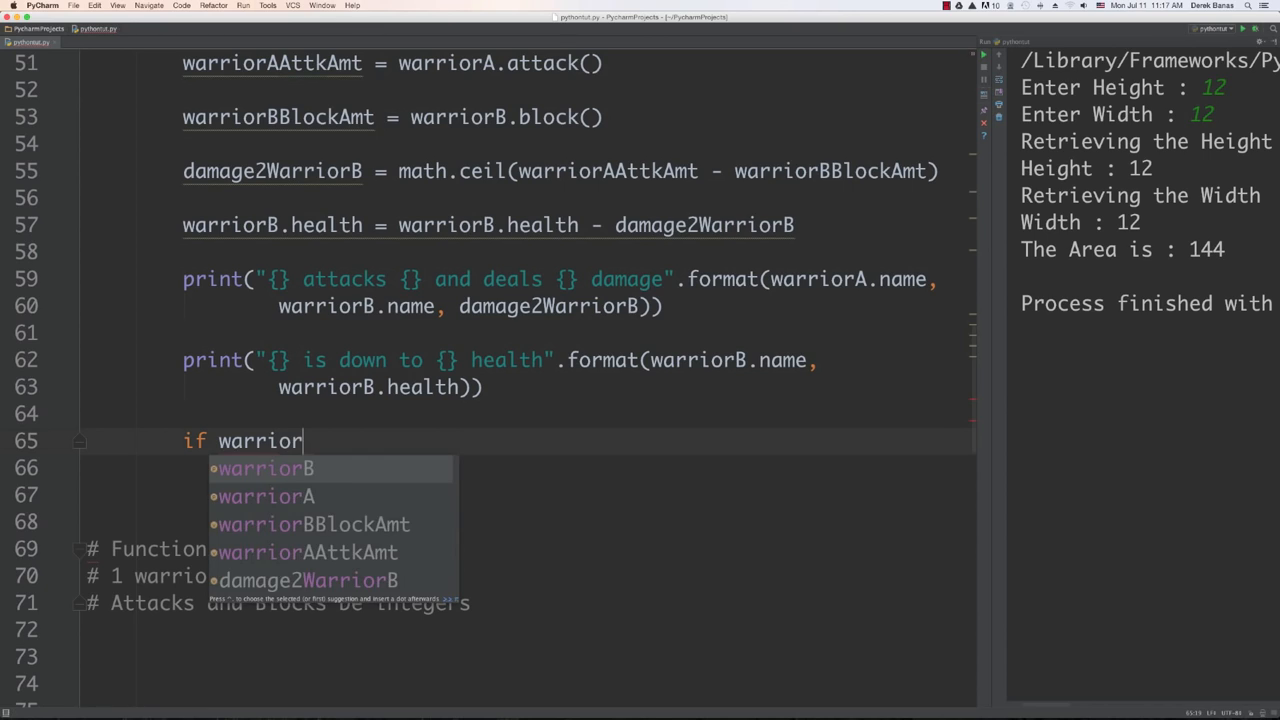 PyCharm File Edit View Navigate Code Refactor Run Tools VCS Window Help 10 Mon Jul 11 11:17 AM Derek Banas
pythontut.py - PycharmProjects - [~/PycharmProjects]
PycharmProjects pythontut.py pythontut
pythontut.py
Run: pythontut
51 warriorAAttkAmt = warriorA.attack()
52
53 warriorBBlockAmt = warriorB.block()
54
55 damage2WarriorB = math.ceil(warriorAAttkAmt - warriorBBlockAmt)
56
57 warriorB.health = warriorB.health - damage2WarriorB
58
59 print("{} attacks {} and deals {} damage".format(warriorA.name,
60 warriorB.name, damage2WarriorB))
61
62 print("{} is down to {} health".format(warriorB.name,
63 warriorB.health))
64
65 if warrior
66
67
68
69 # Function
70 # 1 warrio
71 # Attacks and Blocks be integers
72
73
74
warriorB
warriorA
warriorBBlockAmt
warriorAAttkAmt
damage2WarriorB
Press ^. to choose the selected (or first) suggestion and insert a dot afterwards >>
/Library/Frameworks/Py
Enter Height : 12
Enter Width : 12
Retrieving the Height
Height : 12
Retrieving the Width
Width : 12
The Area is : 144
Process finished with
65:19 LF÷ UTF-8÷